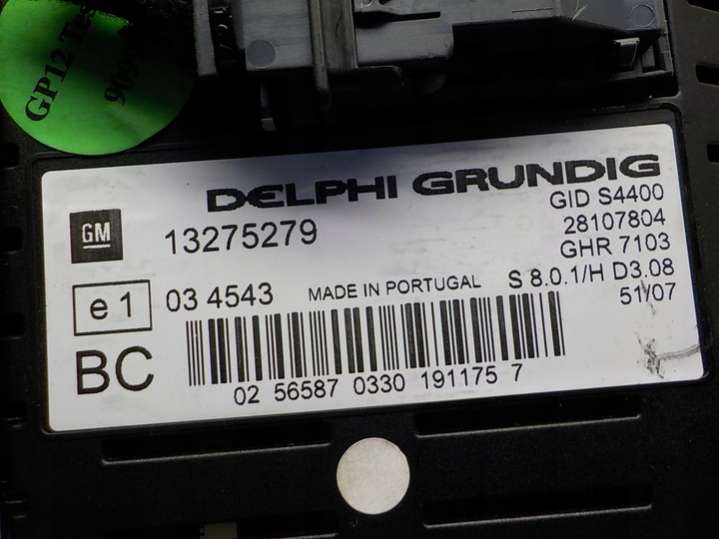 GP12 Tes
DELPHI GRUNDIG
GID S4400
GM
13275279
28107804
GHR 7103
e1
03 4543
MADE IN PORTUGAL
S 8.0.1/H D3.08
51/07
BC
02 56587 0330 191175 7